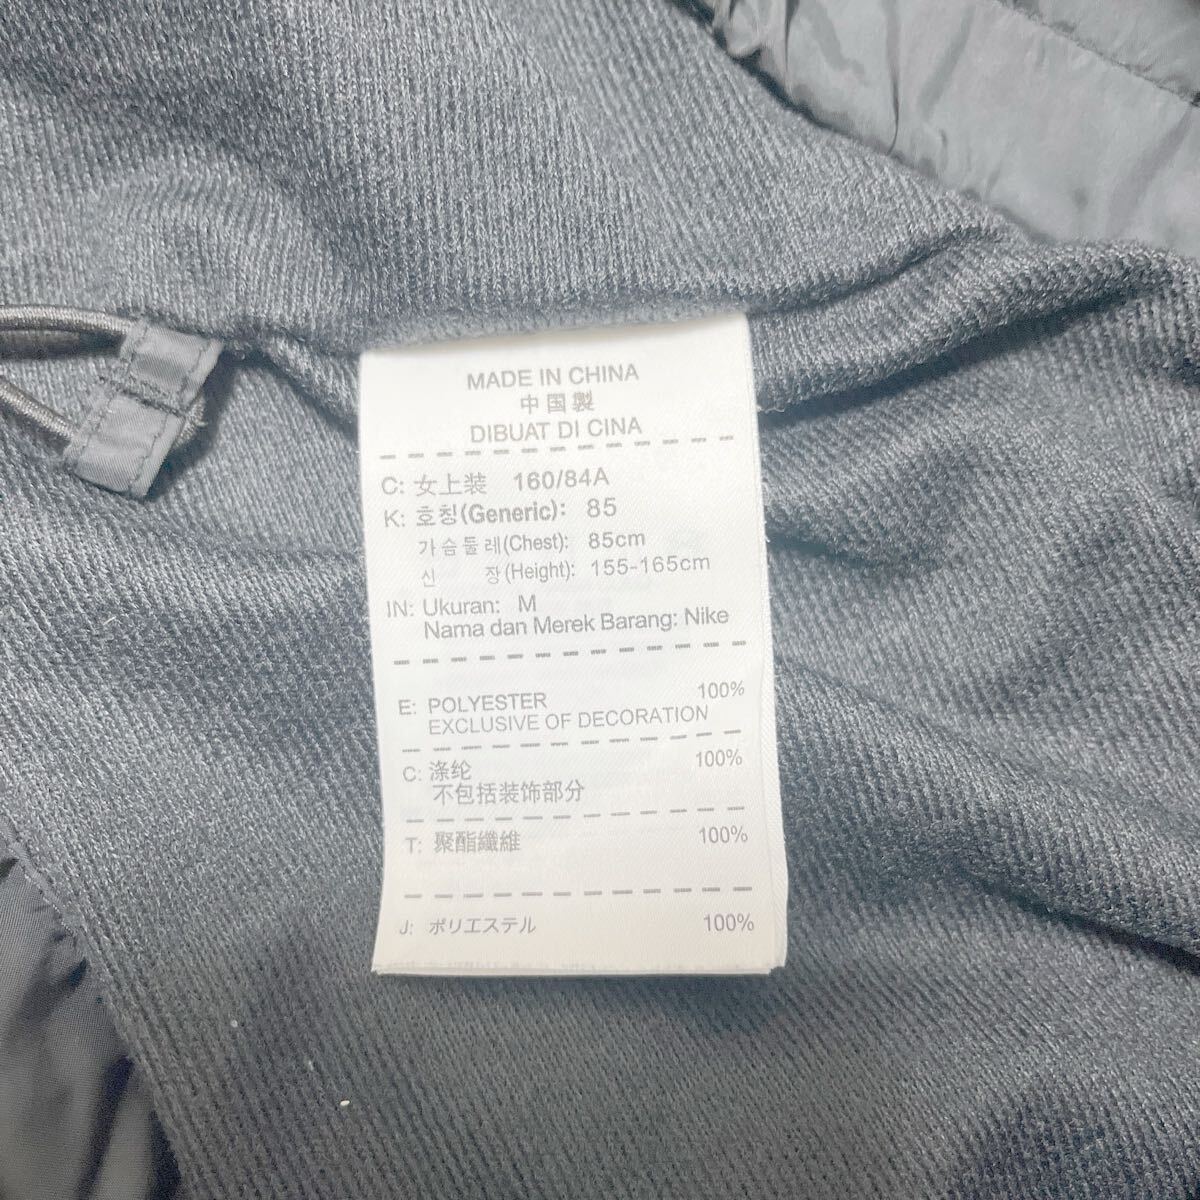 MADE IN CHINA
中国製
DIBUAT DI CINA
C: 女上装 160/84A
K: 호칭(Generic): 85
가슴둘레(Chest): 85cm
신 장(Height): 155-165cm
IN: Ukuran: M
Nama dan Merek Barang: Nike
E: POLYESTER 100%
EXCLUSIVE OF DECORATION
C: 涤纶 100%
不包括装饰部分
T: 聚酯纖維 100%
J: ポリエステル 100%